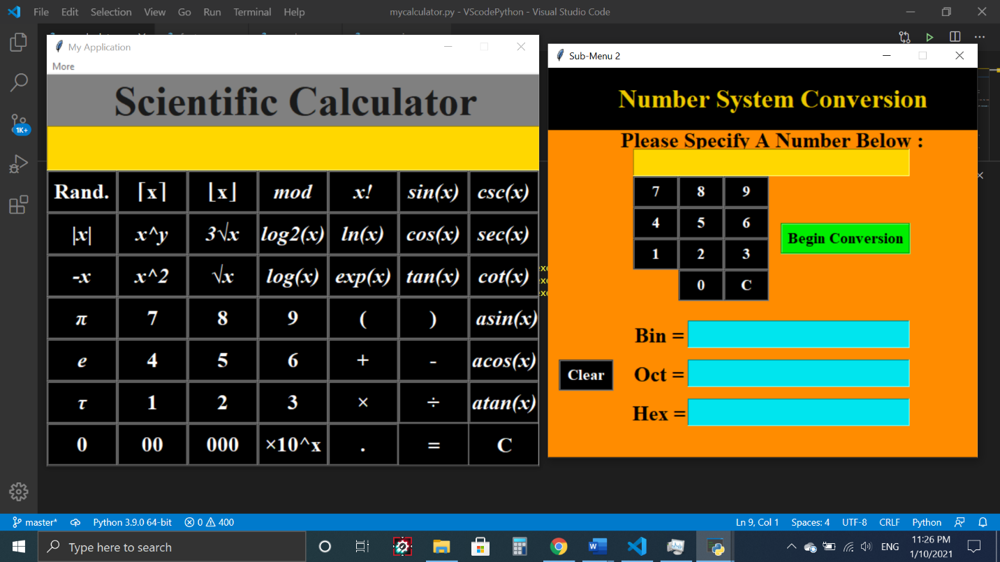 File Edit Selection View Go Run Terminal Help mycalculator.py - VScodePython - Visual Studio Code
My Application
More
Scientific Calculator
Rand. ⌈x⌉ ⌊x⌋ mod x! sin(x) csc(x)
|x| x^y 3√x log2(x) ln(x) cos(x) sec(x)
-x x^2 √x log(x) exp(x) tan(x) cot(x)
π 7 8 9 ( ) asin(x)
e 4 5 6 + - acos(x)
τ 1 2 3 × ÷ atan(x)
0 00 000 ×10^x . = C
Sub-Menu 2
Number System Conversion
Please Specify A Number Below :
7 8 9
4 5 6
Begin Conversion
1 2 3
0 C
Bin =
Clear
Oct =
Hex =
1K+
master* Python 3.9.0 64-bit 0 400 Ln 9, Col 1 Spaces: 4 UTF-8 CRLF Python
Type here to search
ENG
11:26 PM
1/10/2021